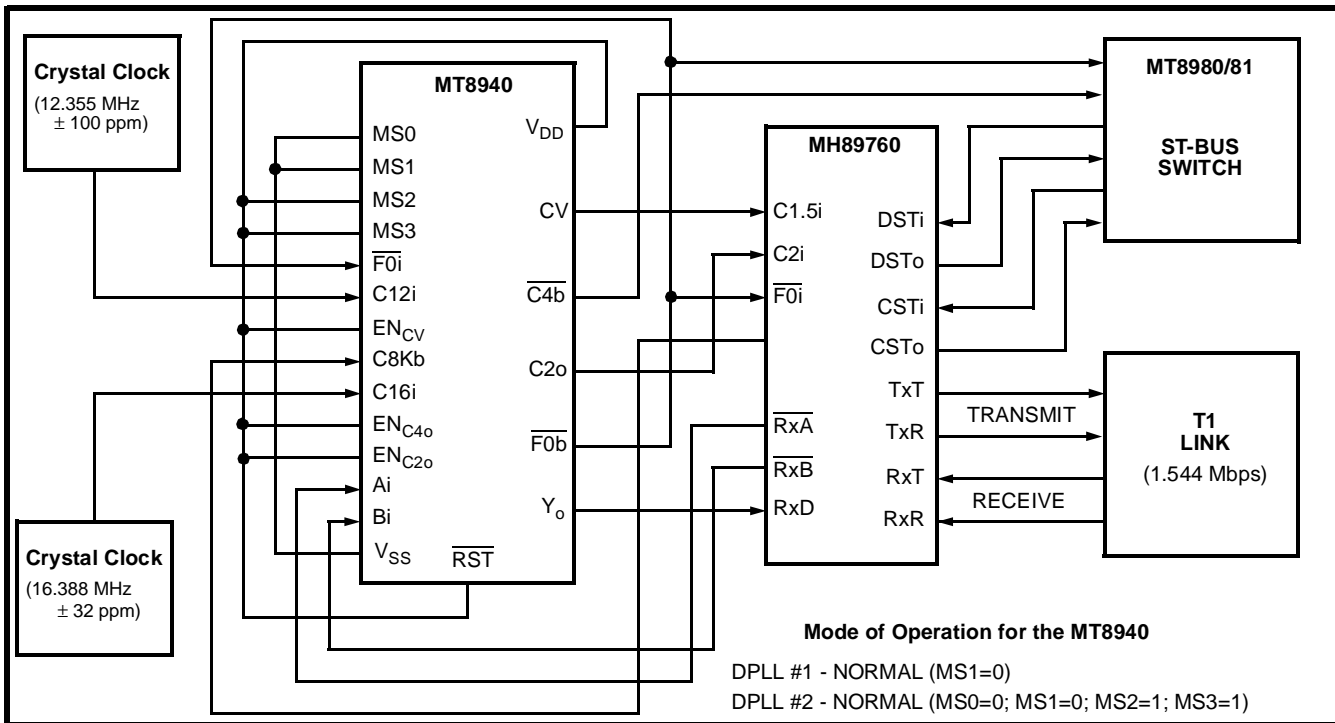 Crystal Clock
(12.355 MHz
± 100 ppm)
Crystal Clock
(16.388 MHz
± 32 ppm)
MT8940
MS0
MS1
MS2
MS3
F0i
C12i
ENCV
C8Kb
C16i
ENC4o
ENC2o
Ai
Bi
VSS
RST
VDD
CV
C4b
C2o
F0b
Yo
MH89760
C1.5i
C2i
F0i
RxA
RxB
RxD
DSTi
DSTo
CSTi
CSTo
TxT
TxR
RxT
RxR
TRANSMIT
RECEIVE
MT8980/81
ST-BUS
SWITCH
T1
LINK
(1.544 Mbps)
Mode of Operation for the MT8940
DPLL #1 - NORMAL (MS1=0)
DPLL #2 - NORMAL (MS0=0; MS1=0; MS2=1; MS3=1)